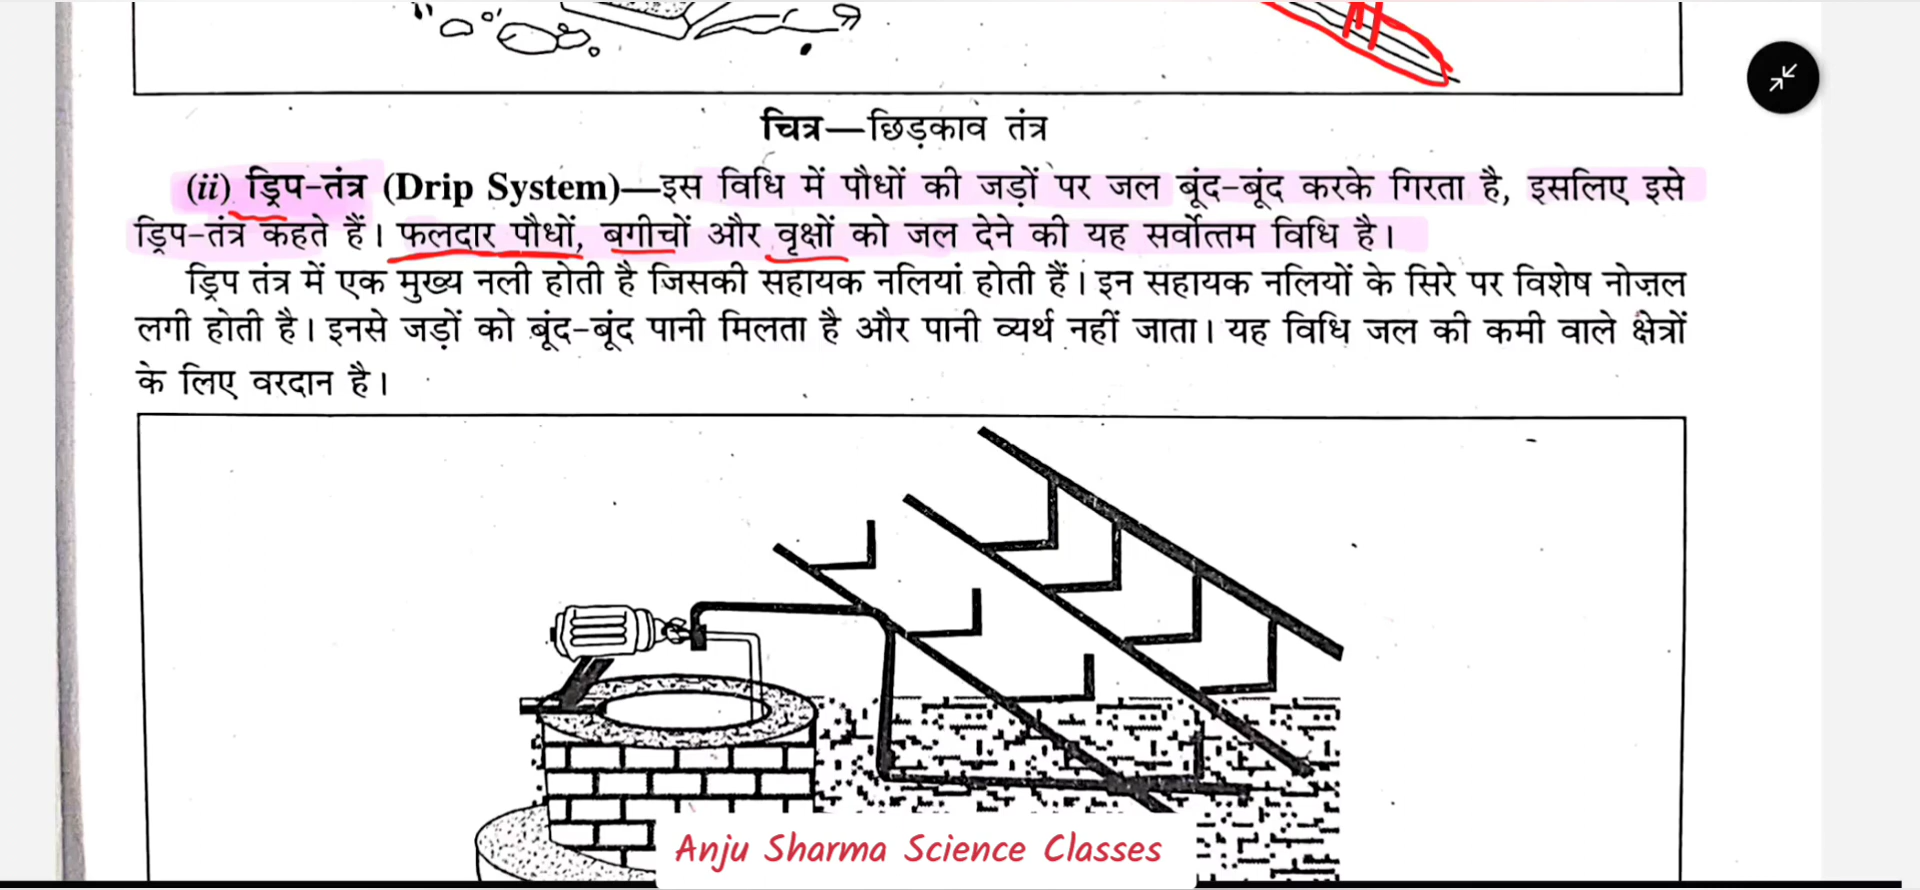 चित्र—छिड़काव तंत्र
(ii) ड्रिप-तंत्र (Drip System)—इस विधि में पौधों की जड़ों पर जल बूंद-बूंद करके गिरता है, इसलिए इसे
ड्रिप-तंत्र कहते हैं। फलदार पौधों, बगीचों और वृक्षों को जल देने की यह सर्वोत्तम विधि है।
ड्रिप तंत्र में एक मुख्य नली होती है जिसकी सहायक नलियां होती हैं। इन सहायक नलियों के सिरे पर विशेष नोज़ल
लगी होती है। इनसे जड़ों को बूंद-बूंद पानी मिलता है और पानी व्यर्थ नहीं जाता। यह विधि जल की कमी वाले क्षेत्रों
के लिए वरदान है।
Anju Sharma Science Classes